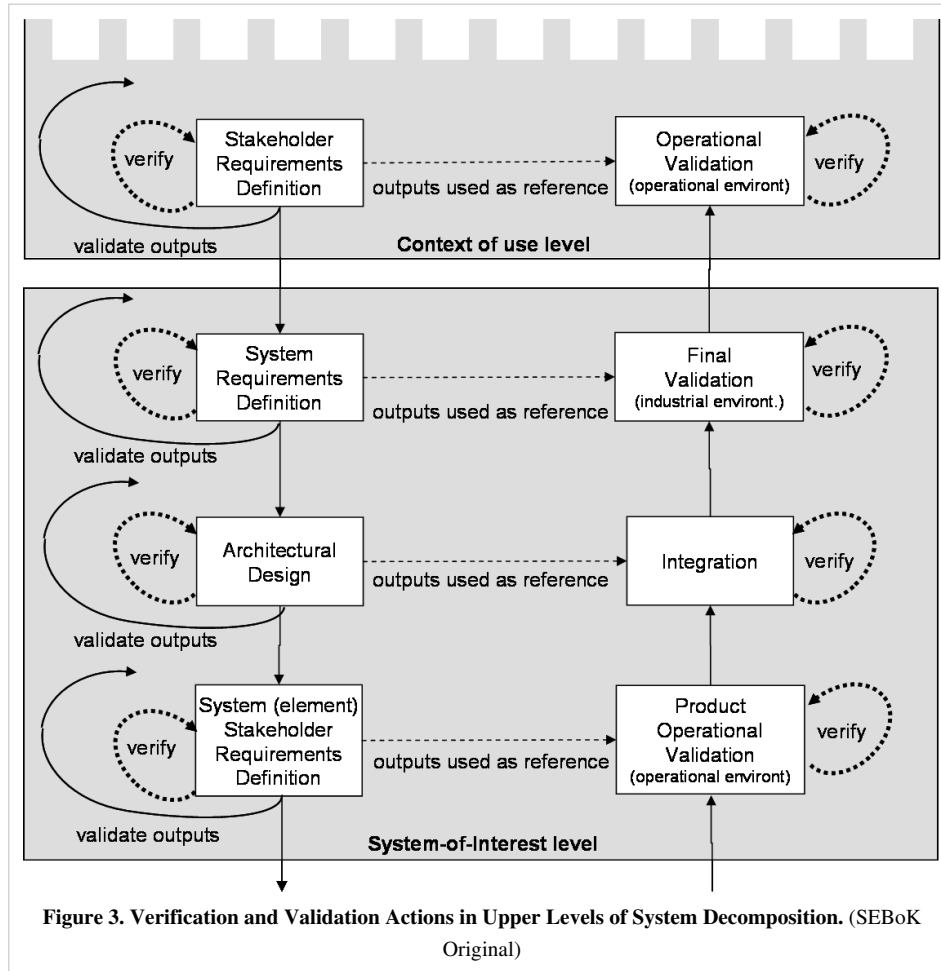 Stakeholder
Requirements
Definition
verify
validate outputs
outputs used as reference
Operational
Validation
(operational environt)
verify
Context of use level
System
Requirements
Definition
verify
validate outputs
outputs used as reference
Final
Validation
(industrial environt.)
verify
Architectural
Design
verify
validate outputs
outputs used as reference
Integration
verify
System (element)
Stakeholder
Requirements
Definition
verify
validate outputs
outputs used as reference
Product
Operational
Validation
(operational environt)
verify
System-of-Interest level
Figure 3. Verification and Validation Actions in Upper Levels of System Decomposition. (SEBoK
Original)